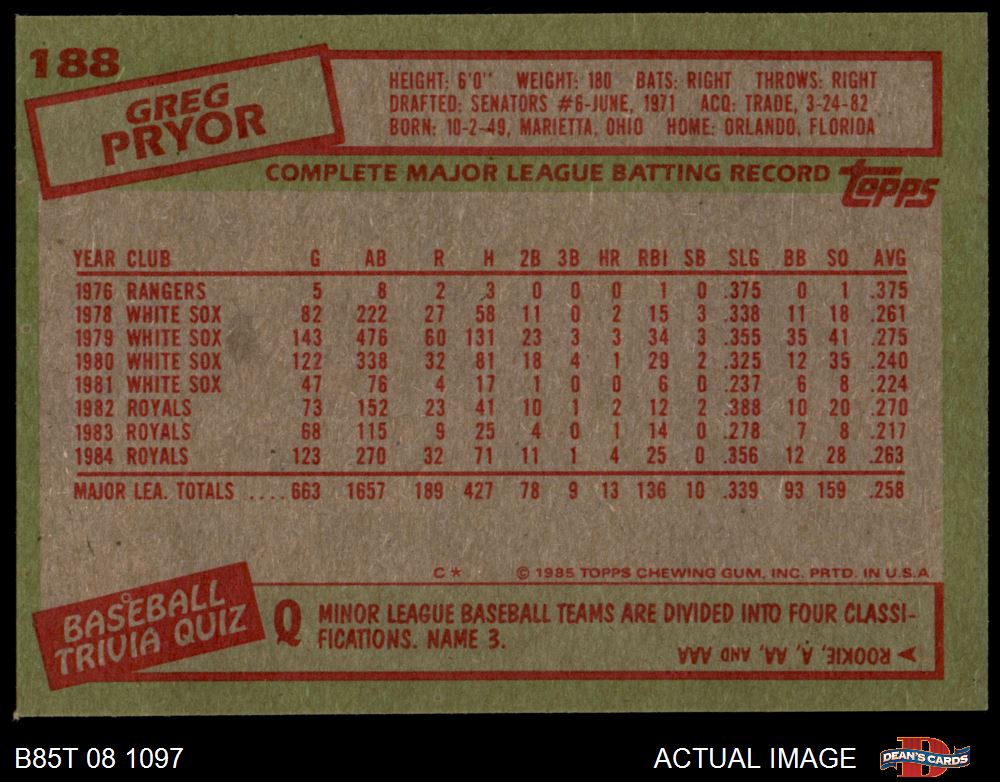 188
GREG
PRYOR
HEIGHT: 6'0" WEIGHT: 180 BATS: RIGHT THROWS: RIGHT
DRAFTED: SENATORS #6-JUNE, 1971 ACQ: TRADE, 3-24-82
BORN: 10-2-49, MARIETTA, OHIO HOME: ORLANDO, FLORIDA
COMPLETE MAJOR LEAGUE BATTING RECORD topps
YEAR CLUB G AB R H 2B 3B HR RBI SB SLG BB SO AVG
1976 RANGERS 5 8 2 3 0 0 0 1 0 .375 0 1 .375
1978 WHITE SOX 82 222 27 58 11 0 2 15 3 .338 11 18 .261
1979 WHITE SOX 143 476 60 131 23 3 3 34 3 .355 35 41 .275
1980 WHITE SOX 122 338 32 81 18 4 1 29 2 .325 12 35 .240
1981 WHITE SOX 47 76 4 17 1 0 0 6 0 .237 6 8 .224
1982 ROYALS 73 152 23 41 10 1 2 12 2 .388 10 20 .270
1983 ROYALS 68 115 9 25 4 0 1 14 0 .278 7 8 .217
1984 ROYALS 123 270 32 71 11 1 4 25 0 .356 12 28 .263
MAJOR LEA. TOTALS .... 663 1657 189 427 78 9 13 136 10 .339 93 159 .258
C* © 1985 TOPPS CHEWING GUM, INC. PRTD. IN U.S.A
BASEBALL
TRIVIA QUIZ
Q MINOR LEAGUE BASEBALL TEAMS ARE DIVIDED INTO FOUR CLASSI-
FICATIONS. NAME 3.
ROOKIE, A, AA, AND AAA
B85T 08 1097 ACTUAL IMAGE DEAN'S CARDS